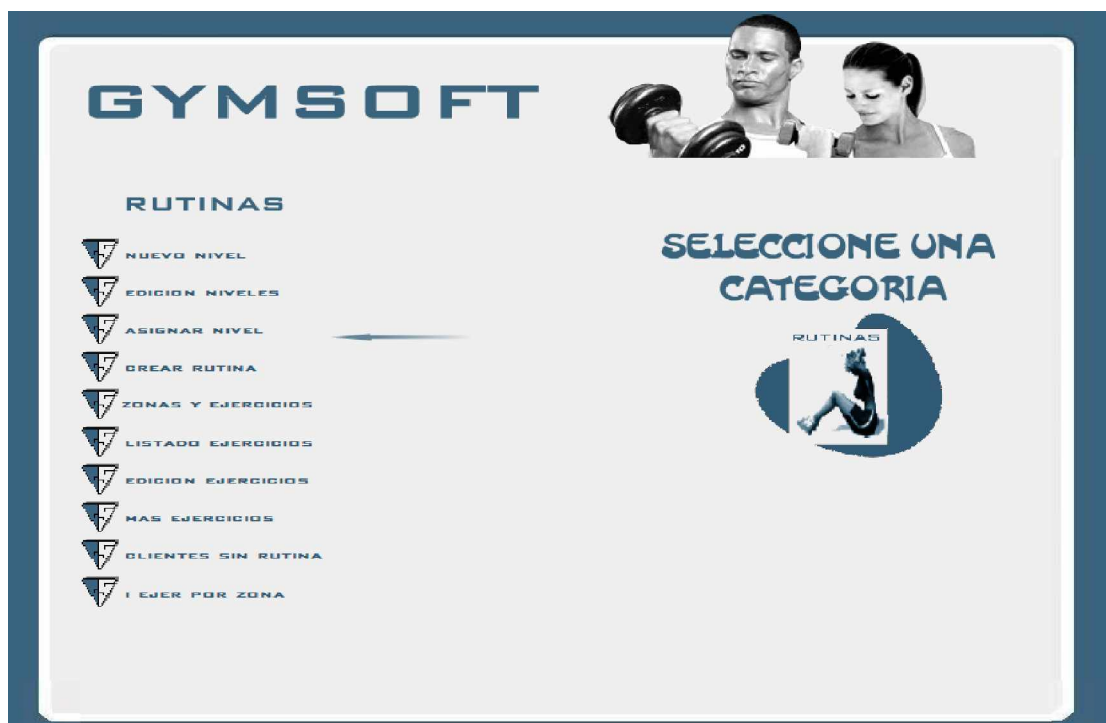 GYMSOFT
RUTINAS
NUEVO NIVEL
EDICION NIVELES
ASIGNAR NIVEL
CREAR RUTINA
ZONAS Y EJERCICIOS
LISTADO EJERCICIOS
EDICION EJERCICIOS
MAS EJERCICIOS
CLIENTES SIN RUTINA
I EJER POR ZONA
SELECCIONE UNA
CATEGORIA
RUTINAS